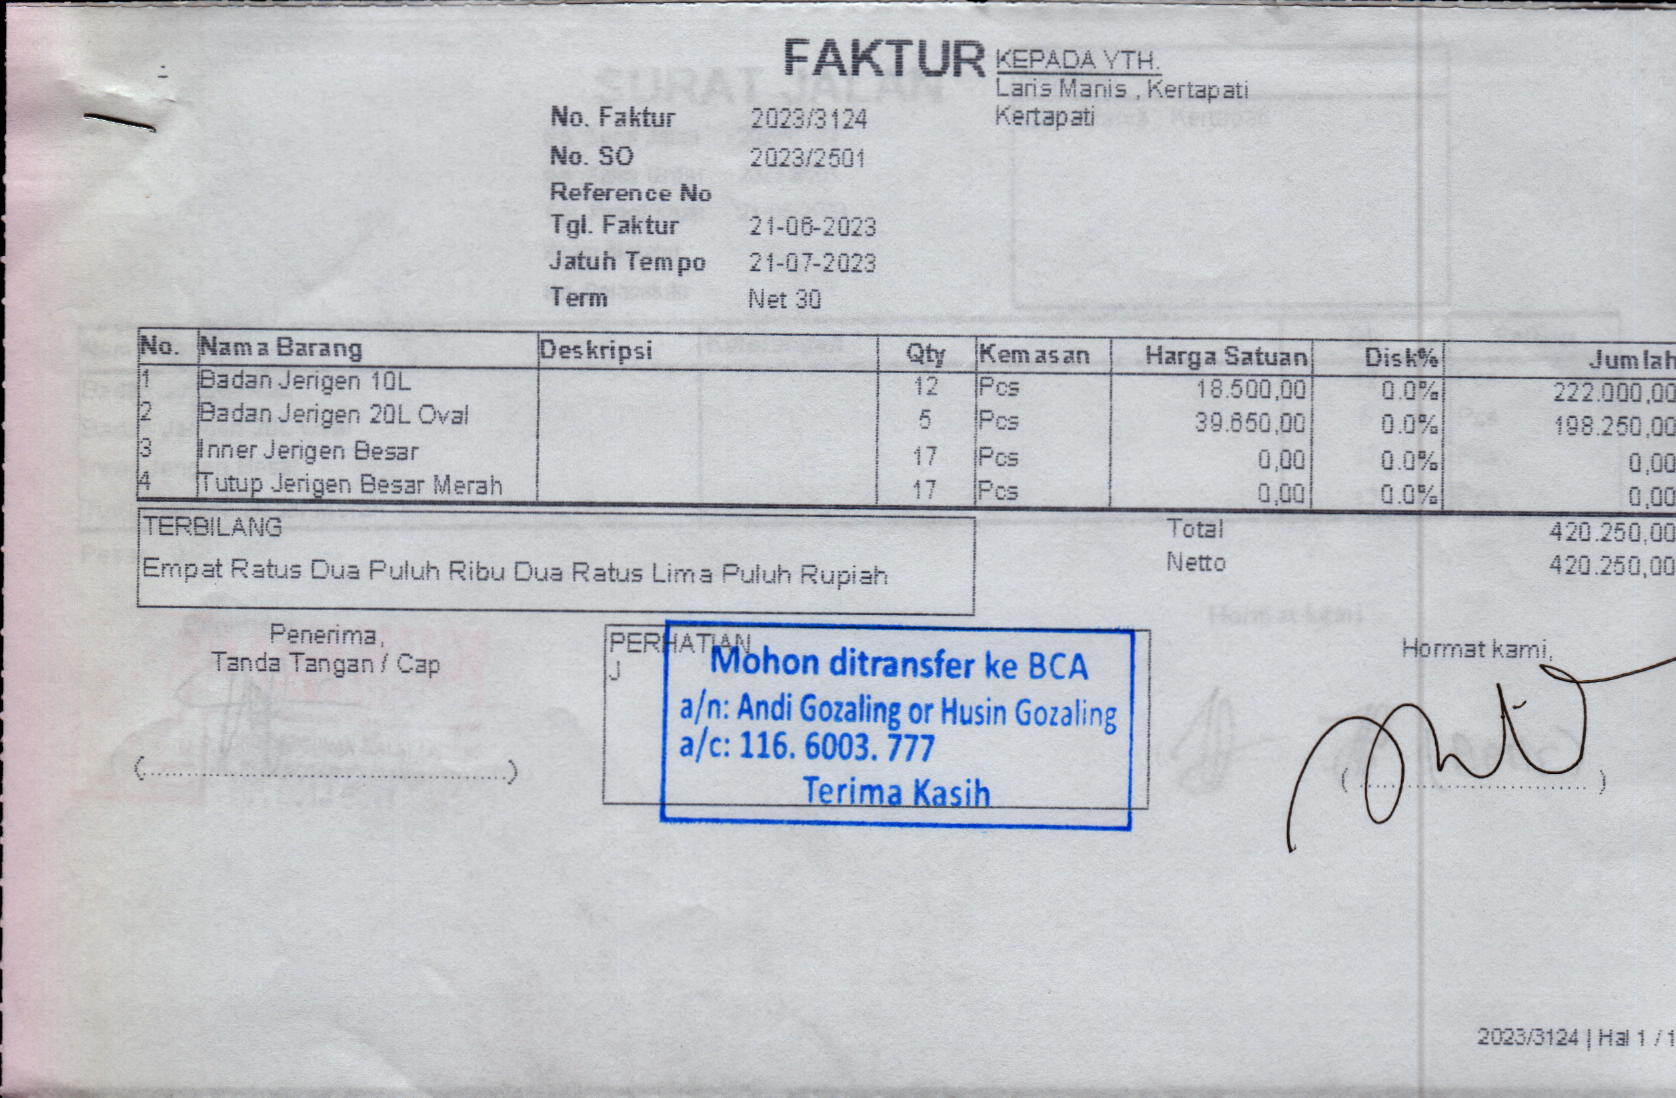 FAKTUR
KEPADA YTH.
Laris Manis , Kertapati
Kertapati
No. Faktur 2023/3124
No. SO 2023/2501
Reference No
Tgl. Faktur 21-06-2023
Jatuh Tempo 21-07-2023
Term Net 30
No. Nama Barang Deskripsi Qty Kemasan Harga Satuan Disk% Jumlah
1 Badan Jerigen 10L 12 Pcs 18.500,00 0.0% 222.000,00
2 Badan Jerigen 20L Oval 5 Pcs 39.650,00 0.0% 198.250,00
3 Inner Jerigen Besar 17 Pcs 0,00 0.0% 0,00
4 Tutup Jerigen Besar Merah 17 Pcs 0,00 0.0% 0,00
TERBILANG
Empat Ratus Dua Puluh Ribu Dua Ratus Lima Puluh Rupiah
Total 420.250,00
Netto 420.250,00
Penerima,
Tanda Tangan / Cap
(................................................)
PERHATIAN
J
Mohon ditransfer ke BCA
a/n: Andi Gozaling or Husin Gozaling
a/c: 116. 6003. 777
Terima Kasih
Hormat kami,
(................................)
2023/3124 | Hal 1 / 1
SURAT JALAN
Hormat kami